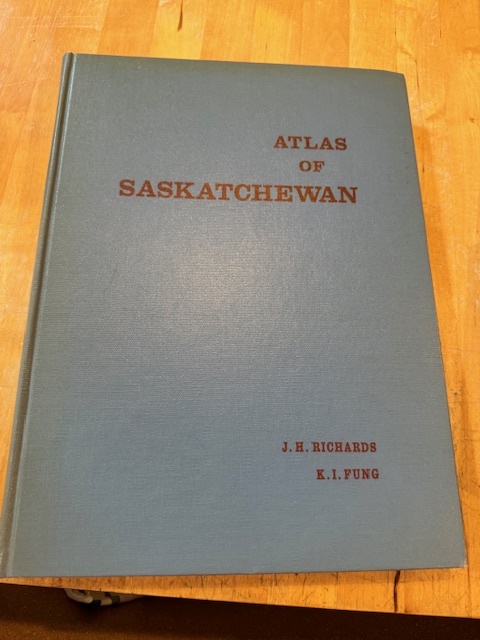 ATLAS
OF
SASKATCHEWAN
J. H. RICHARDS
K. I. FUNG